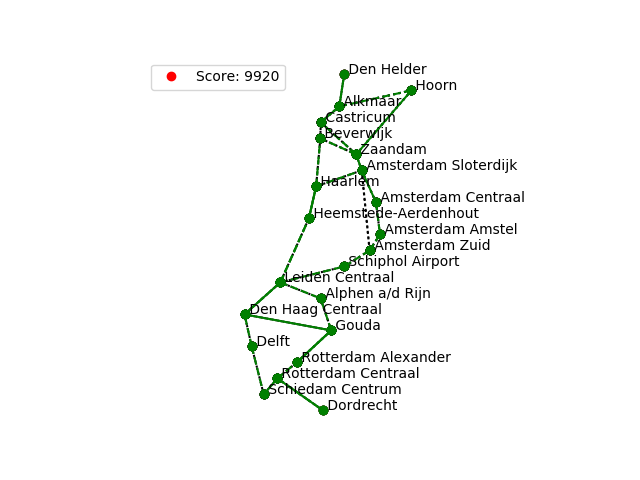 Score: 9920
Den Helder
Hoorn
Alkmaar
Castricum
Beverwijk
Zaandam
Amsterdam Sloterdijk
Haarlem
Amsterdam Centraal
Heemstede-Aerdenhout
Amsterdam Amstel
Amsterdam Zuid
Schiphol Airport
Leiden Centraal
Alphen a/d Rijn
Den Haag Centraal
Gouda
Delft
Rotterdam Alexander
Rotterdam Centraal
Schiedam Centrum
Dordrecht